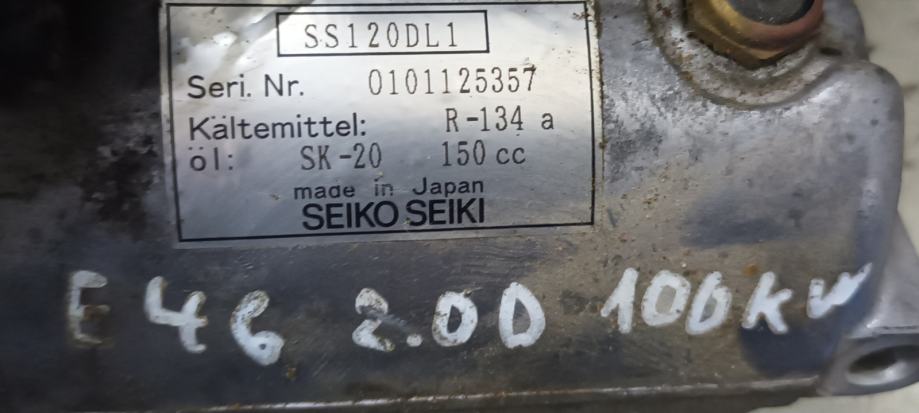 SS120DL1
Seri. Nr. 0101125357
Kältemittel: R-134 a
öl: SK-20 150 cc
made in Japan
SEIKO SEIKI
E46 2.0D 100kw